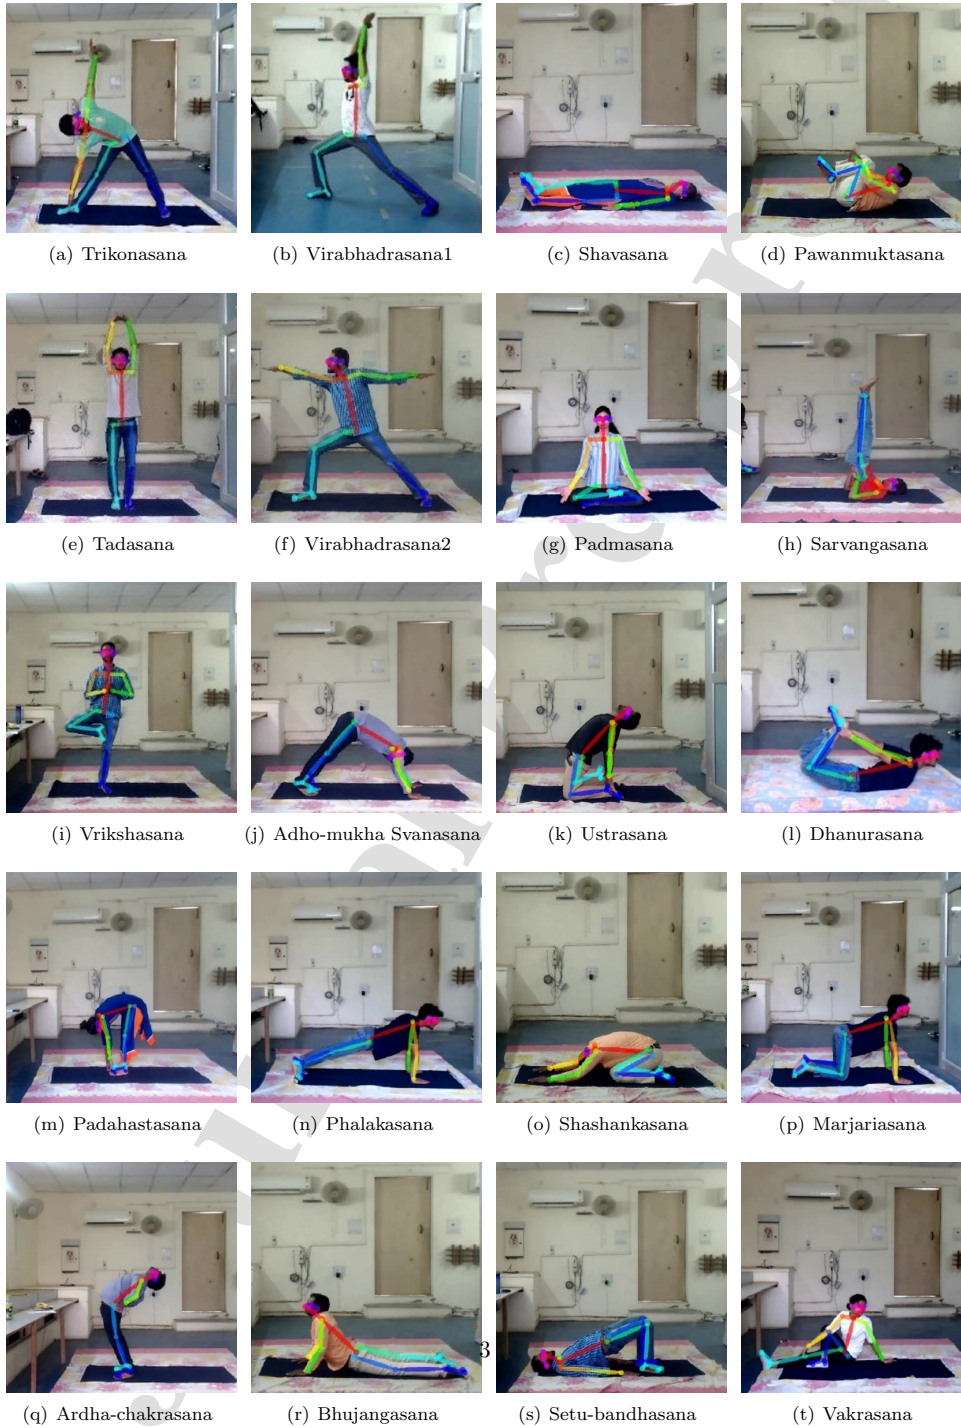 (a) Trikonasana
(b) Virabhadrasana1
(c) Shavasana
(d) Pawanmuktasana
(e) Tadasana
(f) Virabhadrasana2
(g) Padmasana
(h) Sarvangasana
(i) Vrikshasana
(j) Adho-mukha Svanasana
(k) Ustrasana
(l) Dhanurasana
(m) Padahastasana
(n) Phalakasana
(o) Shashankasana
(p) Marjariasana
3
(q) Ardha-chakrasana
(r) Bhujangasana
(s) Setu-bandhasana
(t) Vakrasana